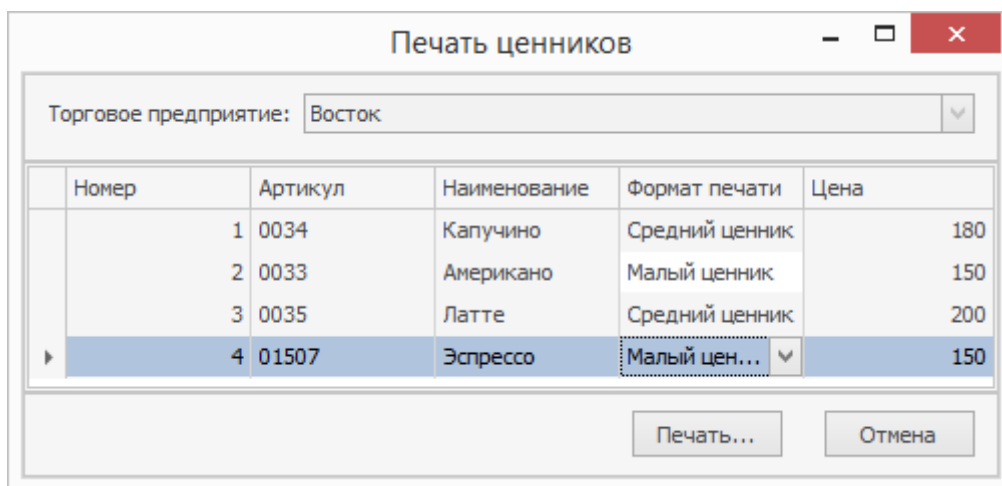 Печать ценников
Торговое предприятие: Восток
Номер Артикул Наименование Формат печати Цена
1 0034 Капучино Средний ценник 180
2 0033 Американо Малый ценник 150
3 0035 Латте Средний ценник 200
4 01507 Эспрессо Малый цен... 150
Печать... Отмена